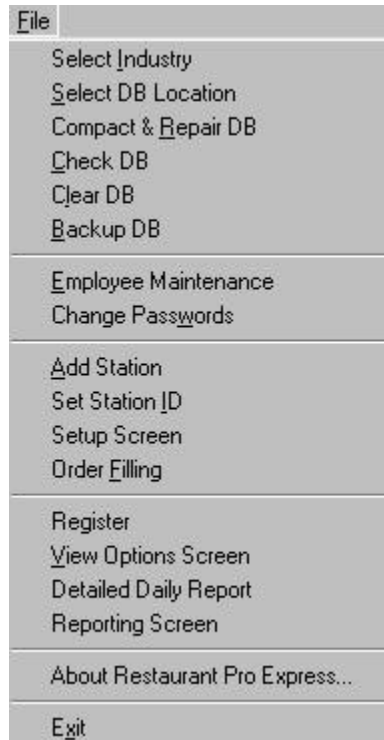 File
Select Industry
Select DB Location
Compact & Repair DB
Check DB
Clear DB
Backup DB
Employee Maintenance
Change Passwords
Add Station
Set Station ID
Setup Screen
Order Filling
Register
View Options Screen
Detailed Daily Report
Reporting Screen
About Restaurant Pro Express...
Exit